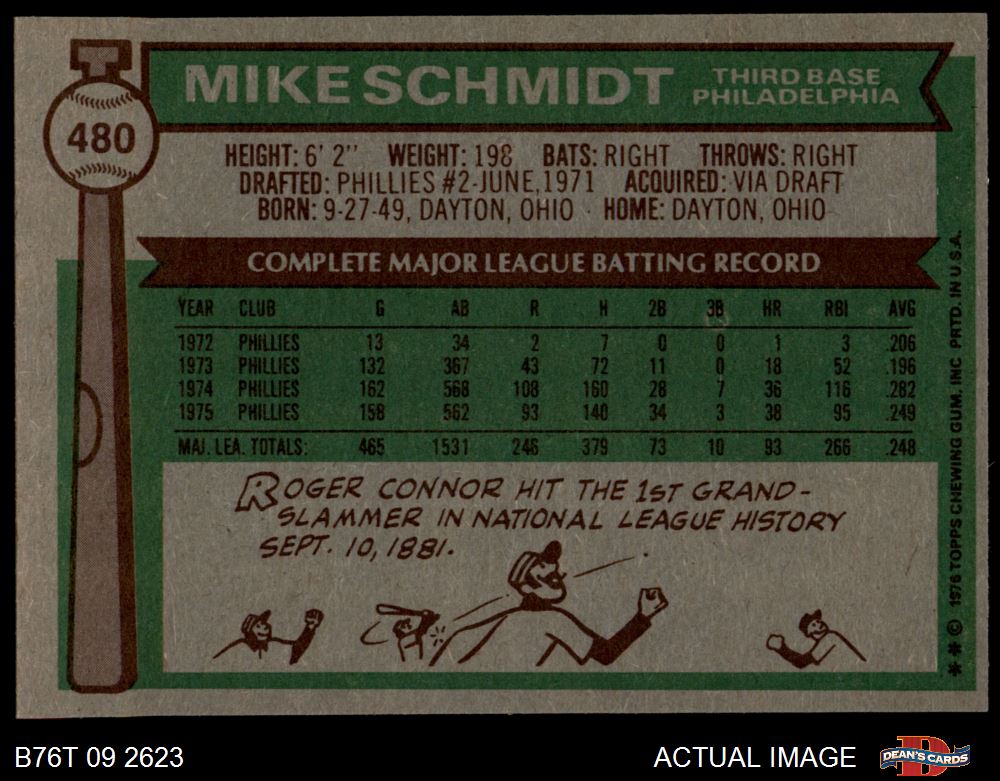 480
MIKE SCHMIDT
THIRD BASE
PHILADELPHIA
HEIGHT: 6' 2'' WEIGHT: 198 BATS: RIGHT THROWS: RIGHT
DRAFTED: PHILLIES #2-JUNE, 1971 ACQUIRED: VIA DRAFT
BORN: 9-27-49, DAYTON, OHIO · HOME: DAYTON, OHIO
COMPLETE MAJOR LEAGUE BATTING RECORD
YEAR CLUB G AB R H 2B 3B HR RBI AVG
1972 PHILLIES 13 34 2 7 0 0 1 3 .206
1973 PHILLIES 132 367 43 72 11 0 18 52 .196
1974 PHILLIES 162 568 108 160 28 7 36 116 .282
1975 PHILLIES 158 562 93 140 34 3 38 95 .249
MAJ. LEA. TOTALS: 465 1531 246 379 73 10 93 266 .248
ROGER CONNOR HIT THE 1ST GRAND-
SLAMMER IN NATIONAL LEAGUE HISTORY
SEPT. 10, 1881.
** © 1976 TOPPS CHEWING GUM, INC. PRTD. IN U.S.A.
B76T 09 2623
ACTUAL IMAGE
DEAN'S CARDS